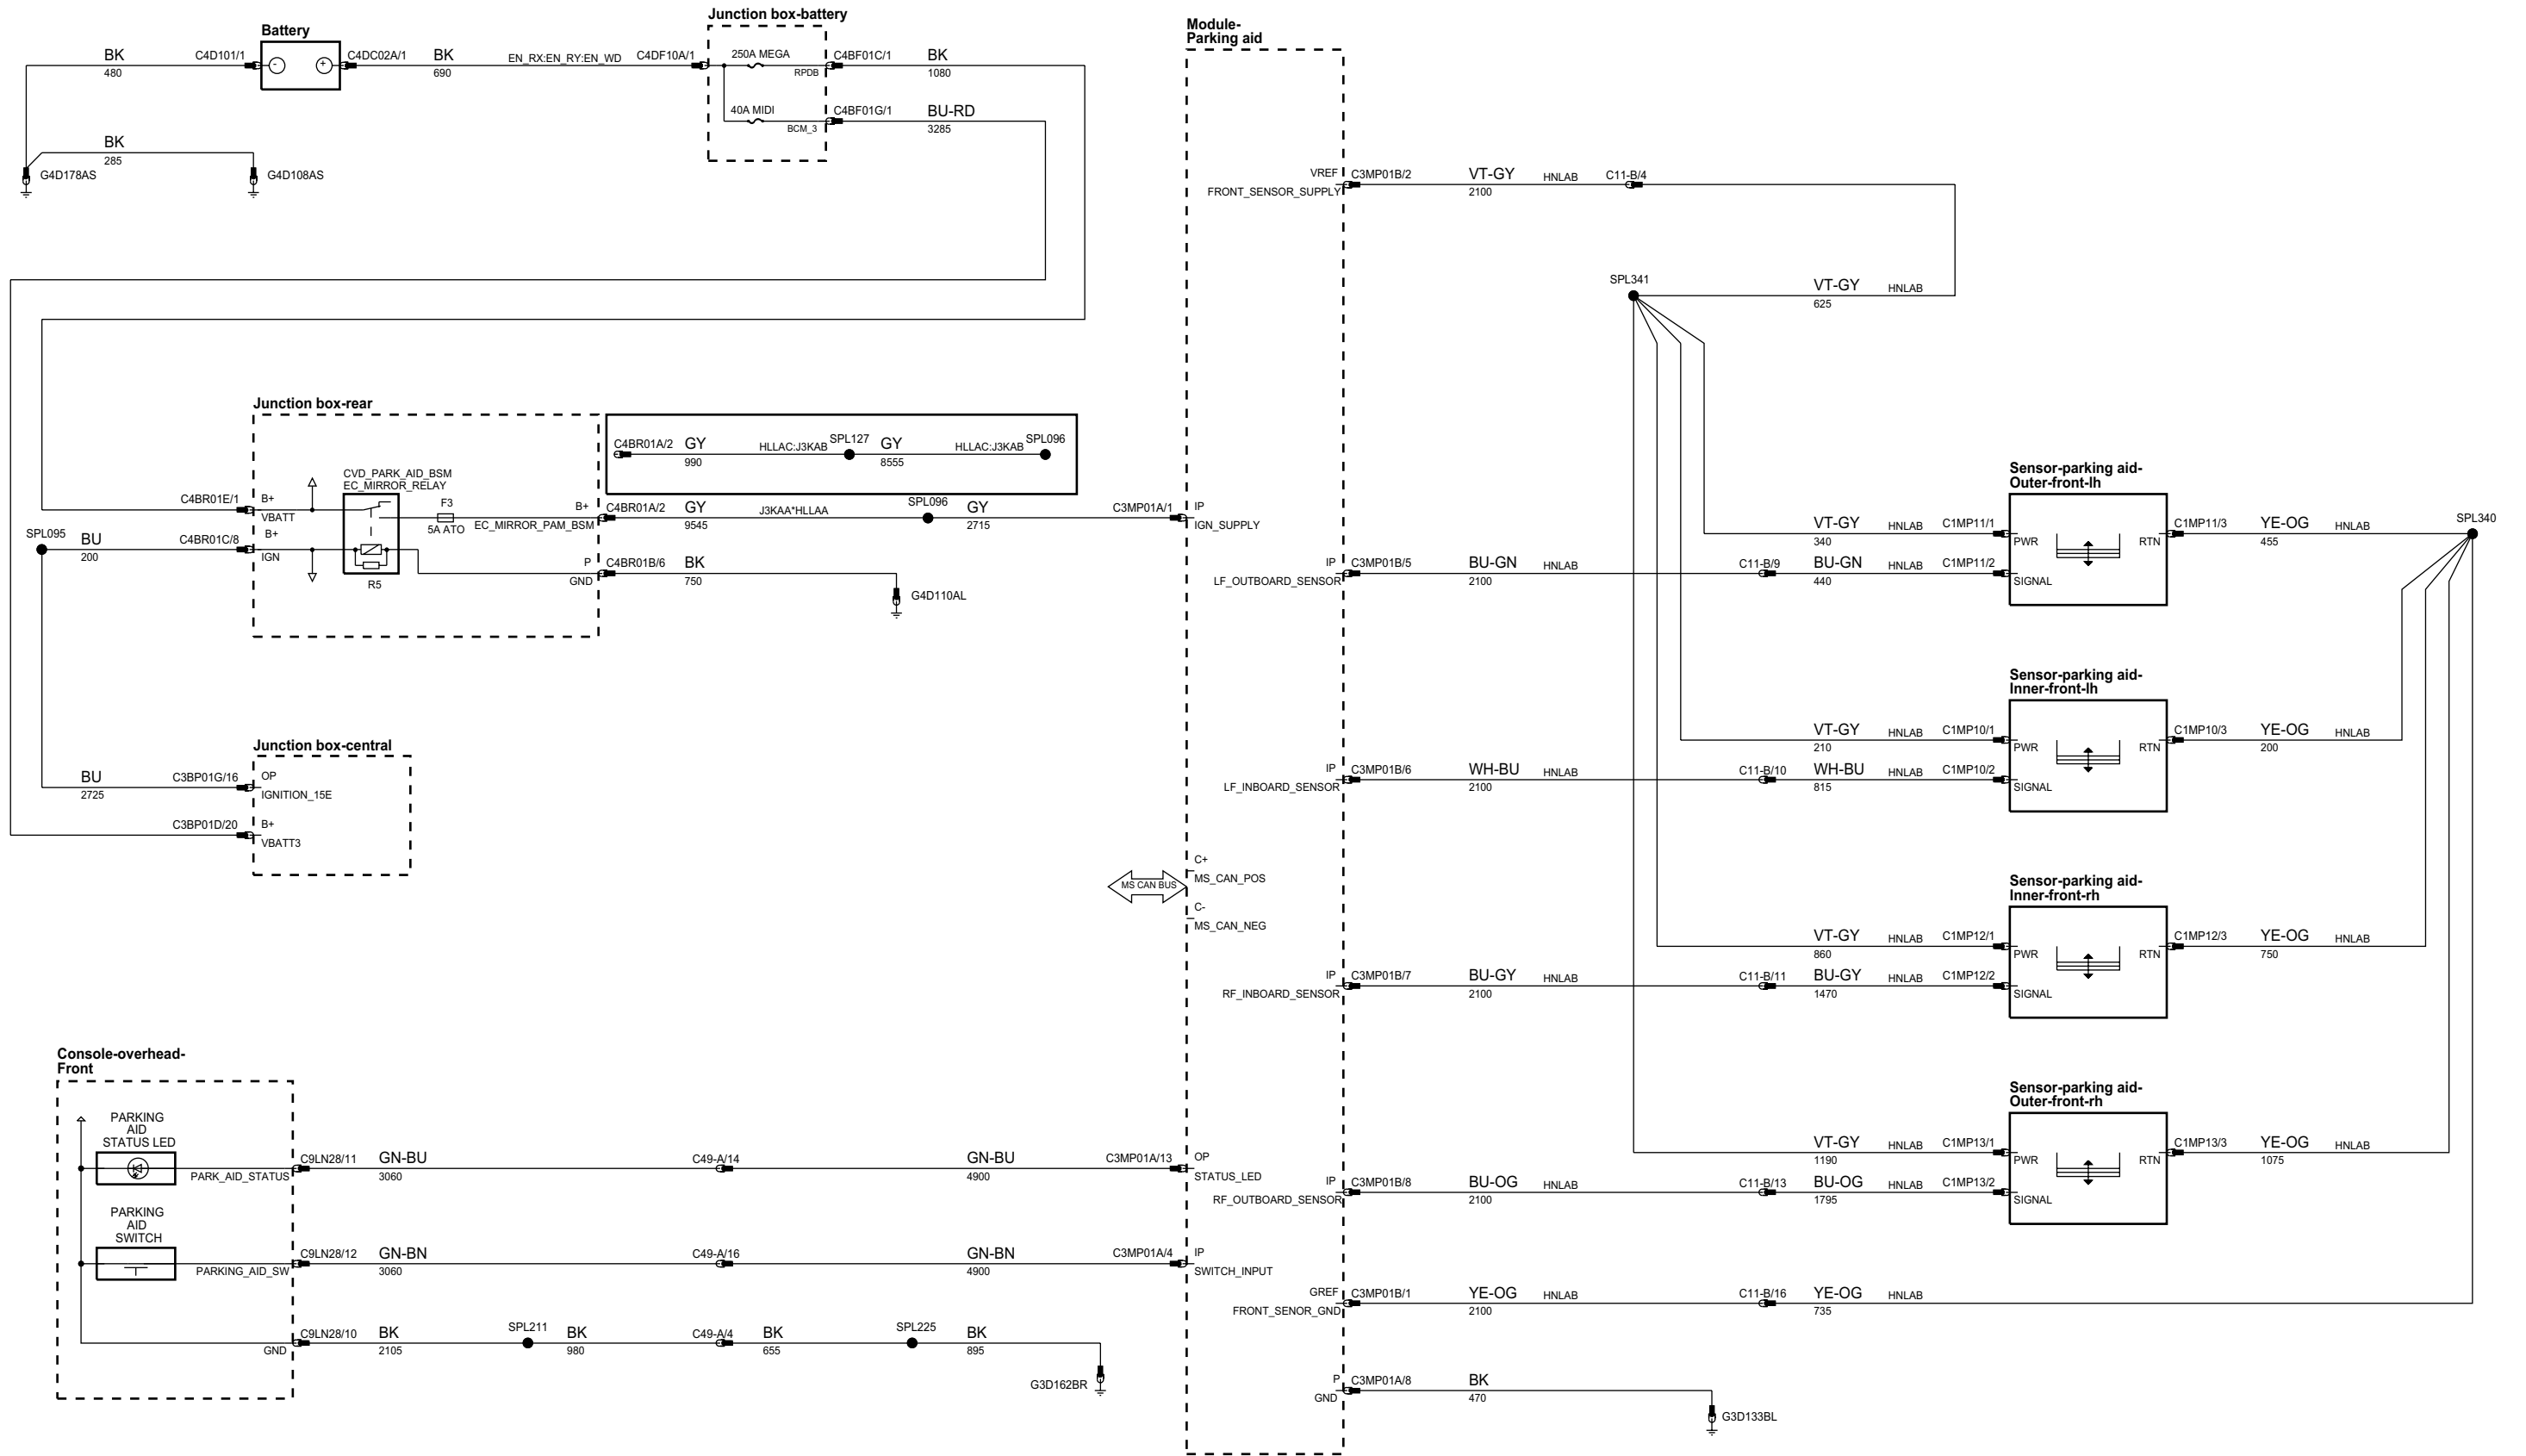 Junction box-battery
Battery
Module-
Parking aid
BK
480
C4D101/1
-
+
C4DC02A/1
BK
690
EN_RX:EN_RY:EN_WD
C4DF10A/1
250A MEGA
RPDB
C4BF01C/1
BK
1080
40A MIDI
BCM_3
C4BF01G/1
BU-RD
3285
BK
285
G4D178AS
G4D108AS
VREF
FRONT_SENSOR_SUPPLY
C3MP01B/2
VT-GY
2100
HNLAB
C11-B/4
SPL341
VT-GY
625
HNLAB
Junction box-rear
C4BR01A/2
GY
990
HLLAC:J3KAB
SPL127
GY
8555
HLLAC:J3KAB
SPL096
CVD_PARK_AID_BSM
EC_MIRROR_RELAY
C4BR01E/1
B+
VBATT
F3
5A ATO
B+
EC_MIRROR_PAM_BSM
C4BR01A/2
GY
9545
J3KAA*HLLAA
SPL096
GY
2715
C3MP01A/1
IP
IGN_SUPPLY
SPL095
BU
200
C4BR01C/8
B+
IGN
R5
P
GND
C4BR01B/6
BK
750
G4D110AL
Sensor-parking aid-
Outer-front-lh
VT-GY
340
HNLAB
C1MP11/1
PWR
RTN
C1MP11/3
YE-OG
455
HNLAB
SPL340
IP
LF_OUTBOARD_SENSOR
C3MP01B/5
BU-GN
2100
HNLAB
C11-B/9
BU-GN
440
HNLAB
C1MP11/2
SIGNAL
Sensor-parking aid-
Inner-front-lh
VT-GY
210
HNLAB
C1MP10/1
PWR
RTN
C1MP10/3
YE-OG
200
HNLAB
IP
LF_INBOARD_SENSOR
C3MP01B/6
WH-BU
2100
HNLAB
C11-B/10
WH-BU
815
HNLAB
C1MP10/2
SIGNAL
Junction box-central
BU
2725
C3BP01G/16
OP
IGNITION_15E
C3BP01D/20
B+
VBATT3
MS CAN BUS
C+
MS_CAN_POS
C-
MS_CAN_NEG
Sensor-parking aid-
Inner-front-rh
VT-GY
860
HNLAB
C1MP12/1
PWR
RTN
C1MP12/3
YE-OG
750
HNLAB
IP
RF_INBOARD_SENSOR
C3MP01B/7
BU-GY
2100
HNLAB
C11-B/11
BU-GY
1470
HNLAB
C1MP12/2
SIGNAL
Console-overhead-
Front
PARKING
AID
STATUS LED
PARK_AID_STATUS
C9LN28/11
GN-BU
3060
C49-A/14
GN-BU
4900
C3MP01A/13
OP
STATUS_LED
Sensor-parking aid-
Outer-front-rh
VT-GY
1190
HNLAB
C1MP13/1
PWR
RTN
C1MP13/3
YE-OG
1075
HNLAB
IP
RF_OUTBOARD_SENSOR
C3MP01B/8
BU-OG
2100
HNLAB
C11-B/13
BU-OG
1795
HNLAB
C1MP13/2
SIGNAL
PARKING
AID
SWITCH
PARKING_AID_SW
C9LN28/12
GN-BN
3060
C49-A/16
GN-BN
4900
C3MP01A/4
IP
SWITCH_INPUT
GREF
FRONT_SENOR_GND
C3MP01B/1
YE-OG
2100
HNLAB
C11-B/16
YE-OG
735
HNLAB
GND
C9LN28/10
BK
2105
SPL211
BK
980
C49-A/4
BK
655
SPL225
BK
895
G3D162BR
P
GND
C3MP01A/8
BK
470
G3D133BL